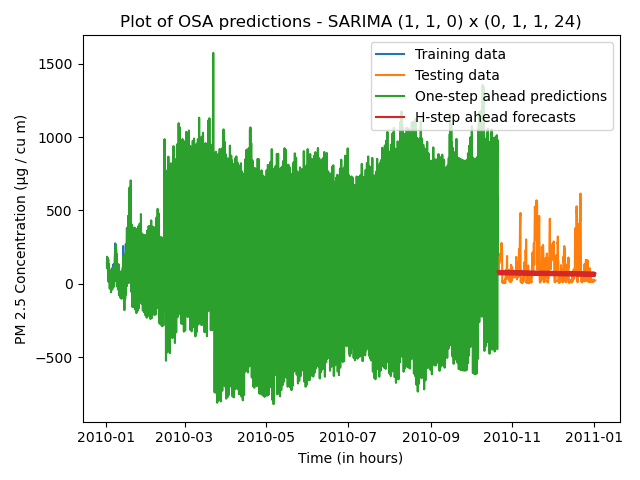 Plot of OSA predictions - SARIMA (1, 1, 0) x (0, 1, 1, 24)
Training data
Testing data
One-step ahead predictions
H-step ahead forecasts
PM 2.5 Concentration (μg / cu m)
1500
1000
500
0
−500
2010-01 2010-03 2010-05 2010-07 2010-09 2010-11 2011-01
Time (in hours)